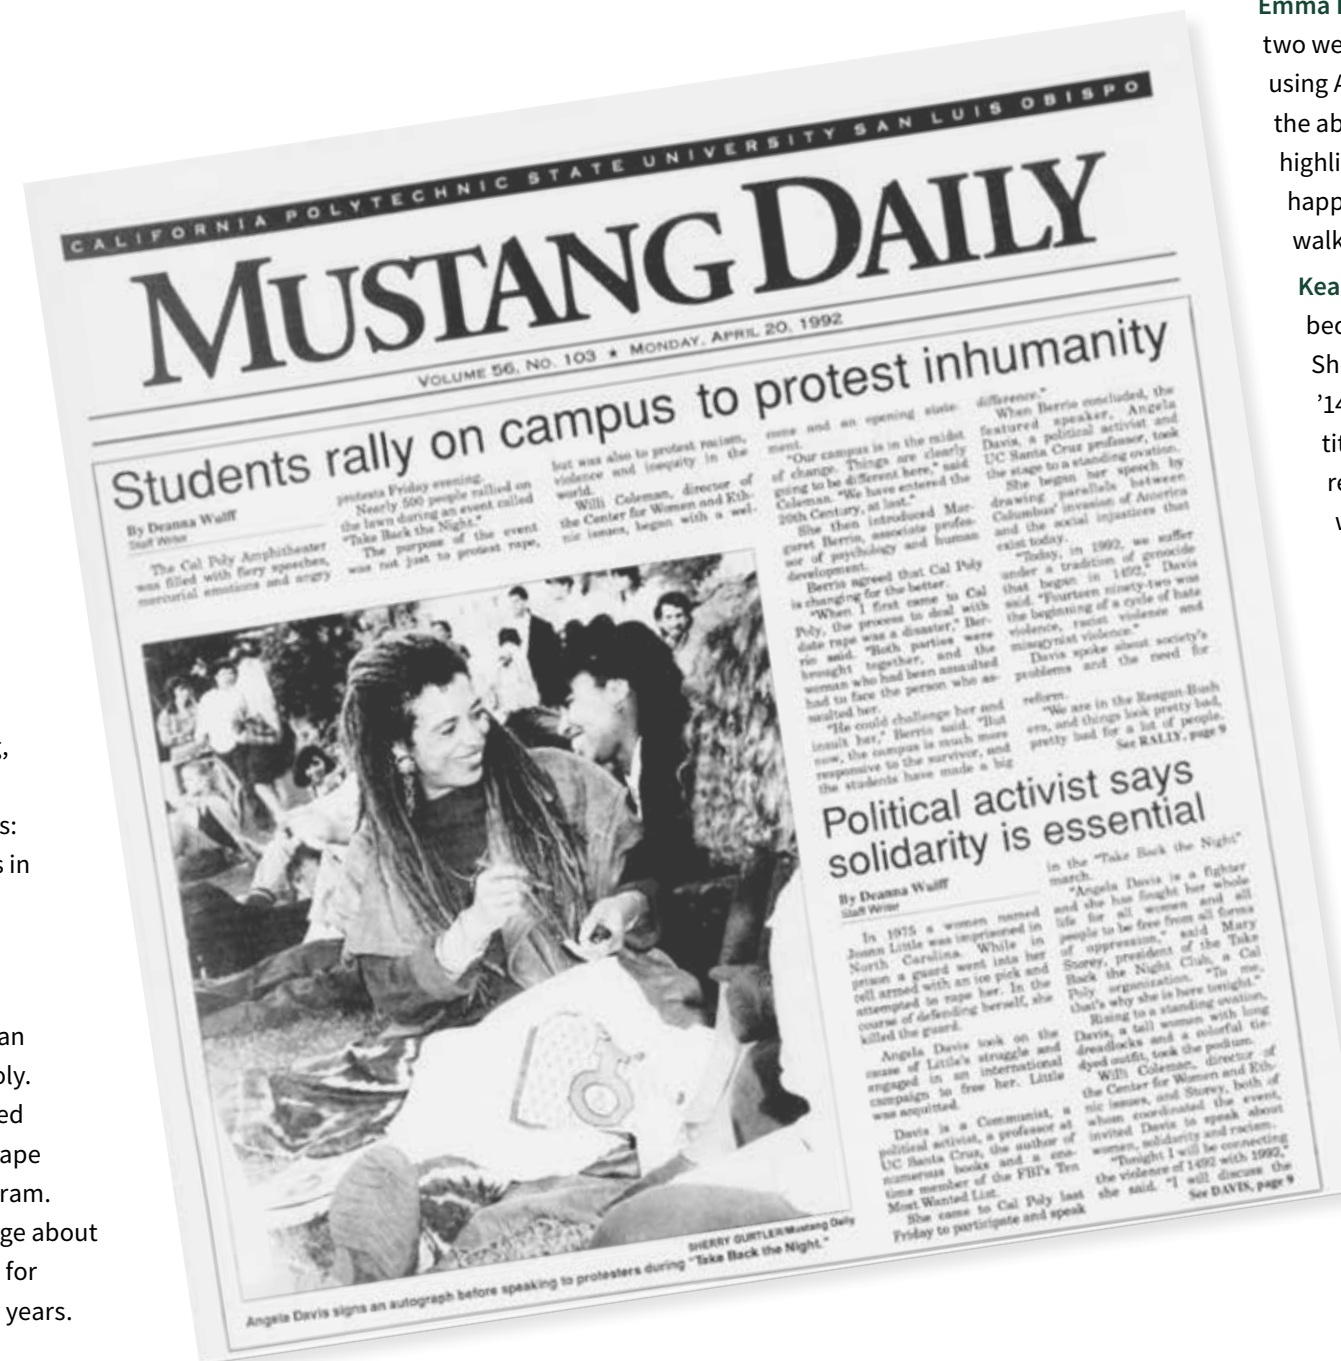 CALIFORNIA POLYTECHNIC STATE UNIVERSITY SAN LUIS OBISPO
MUSTANG DAILY
VOLUME 56, NO. 103 ★ MONDAY, APRIL 20, 1992
Students rally on campus to protest inhumanity
By Deanna Wulff
Staff Writer
The Cal Poly Amphitheater
was filled with fiery speeches,
mercurial emotions and angry
protests Friday evening.
Nearly 500 people rallied on
the lawn during an event called
"Take Back the Night."
The purpose of the event
was not just to protest rape,
but was also to protest racism,
violence and inequity in the
world.
Willi Coleman, director of
the Center for Women and Eth-
nic issues, began with a wel-
come and an opening state-
ment.
"Our campus is in the midst
of change. Things are clearly
going to be different here," said
Coleman. "We have entered the
20th Century, at last."
She then introduced Mar-
garet Berrio, associate profes-
sor of psychology and human
development.
Berrio agreed that Cal Poly
is changing for the better.
"When I first came to Cal
Poly, the process to deal with
date rape was a disaster," Ber-
rio said. "Both parties were
brought together, and the
woman who had been assaulted
had to face the person who as-
saulted her.
"He could challenge her and
insult her," Berrio said. "But
now, the campus is much more
responsive to the survivor, and
the students have made a big
difference."
When Berrio concluded, the
featured speaker, Angela
Davis, a political activist and
UC Santa Cruz professor, took
the stage to a standing ovation.
She began her speech by
drawing parallels between
Columbus' invasion of America
and the social injustices that
exist today.
"Today, in 1992, we suffer
under a tradition of genocide
that began in 1492," Davis
said. "Fourteen ninety-two was
the beginning of a cycle of hate
violence, racist violence and
misogynist violence."
Davis spoke about society's
problems and the need for
reform.
"We are in the Reagan-Bush
era, and things look pretty bad,
pretty bad for a lot of people,
See RALLY, page 9
Political activist says
solidarity is essential
By Deanna Wulff
Staff Writer
In 1975 a women named
Joann Little was imprisoned in
North Carolina. While in
prison a guard went into her
cell armed with an ice pick and
attempted to rape her. In the
course of defending herself, she
killed the guard.
Angela Davis took on the
cause of Little's struggle and
engaged in an international
campaign to free her. Little
was acquitted.
Davis is a Communist, a
political activist, a professor at
UC Santa Cruz, the author of
numerous books and a one-
time member of the FBI's Ten
Most Wanted List.
She came to Cal Poly last
Friday to participate and speak
in the "Take Back the Night"
march.
"Angela Davis is a fighter
and she has fought her whole
life for all women and all
people to be free from all forms
of oppression," said Mary
Storey, president of the Take
Back the Night Club, a Cal
Poly organization. "To me,
that's why she is here tonight."
Rising to a standing ovation,
Davis, a tall woman with long
dreadlocks and a colorful tie-
dyed outfit, took the podium.
Willi Coleman, director of
the Center for Women and Eth-
nic issues, and Storey, both of
whom coordinated the event,
invited Davis to speak about
women, solidarity and racism.
"Tonight I will be connecting
the violence of 1492 with 1992,"
she said. "I will discuss the
See DAVIS, page 9
SHERRY GURTLER/Mustang Daily
Angela Davis signs an autograph before speaking to protesters during "Take Back the Night."
s:
s in
an
ed
ape
ram.
ge about
for
years.
Emma
two we
using A
the ab
highli
happ
walk
Kea
bec
Sh
'14
tit
re